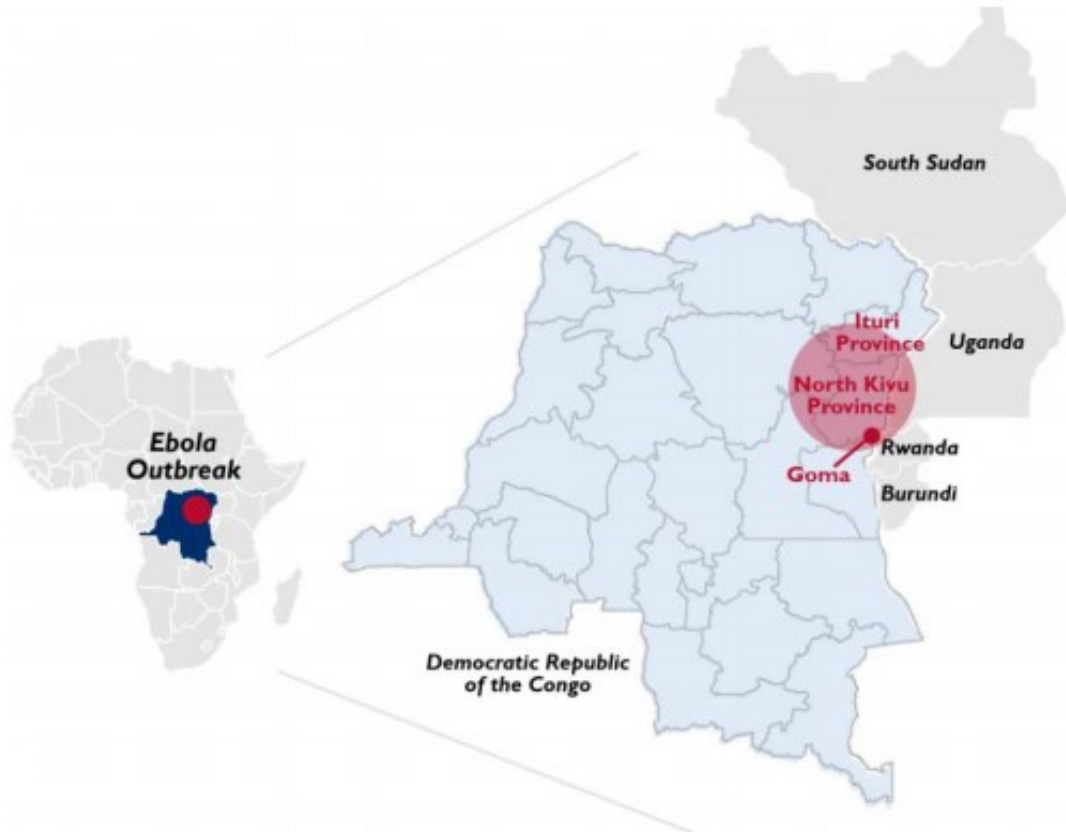 South Sudan
Ituri
Province
Uganda
North Kivu
Province
Rwanda
Goma
Burundi
Ebola
Outbreak
Democratic Republic
of the Congo